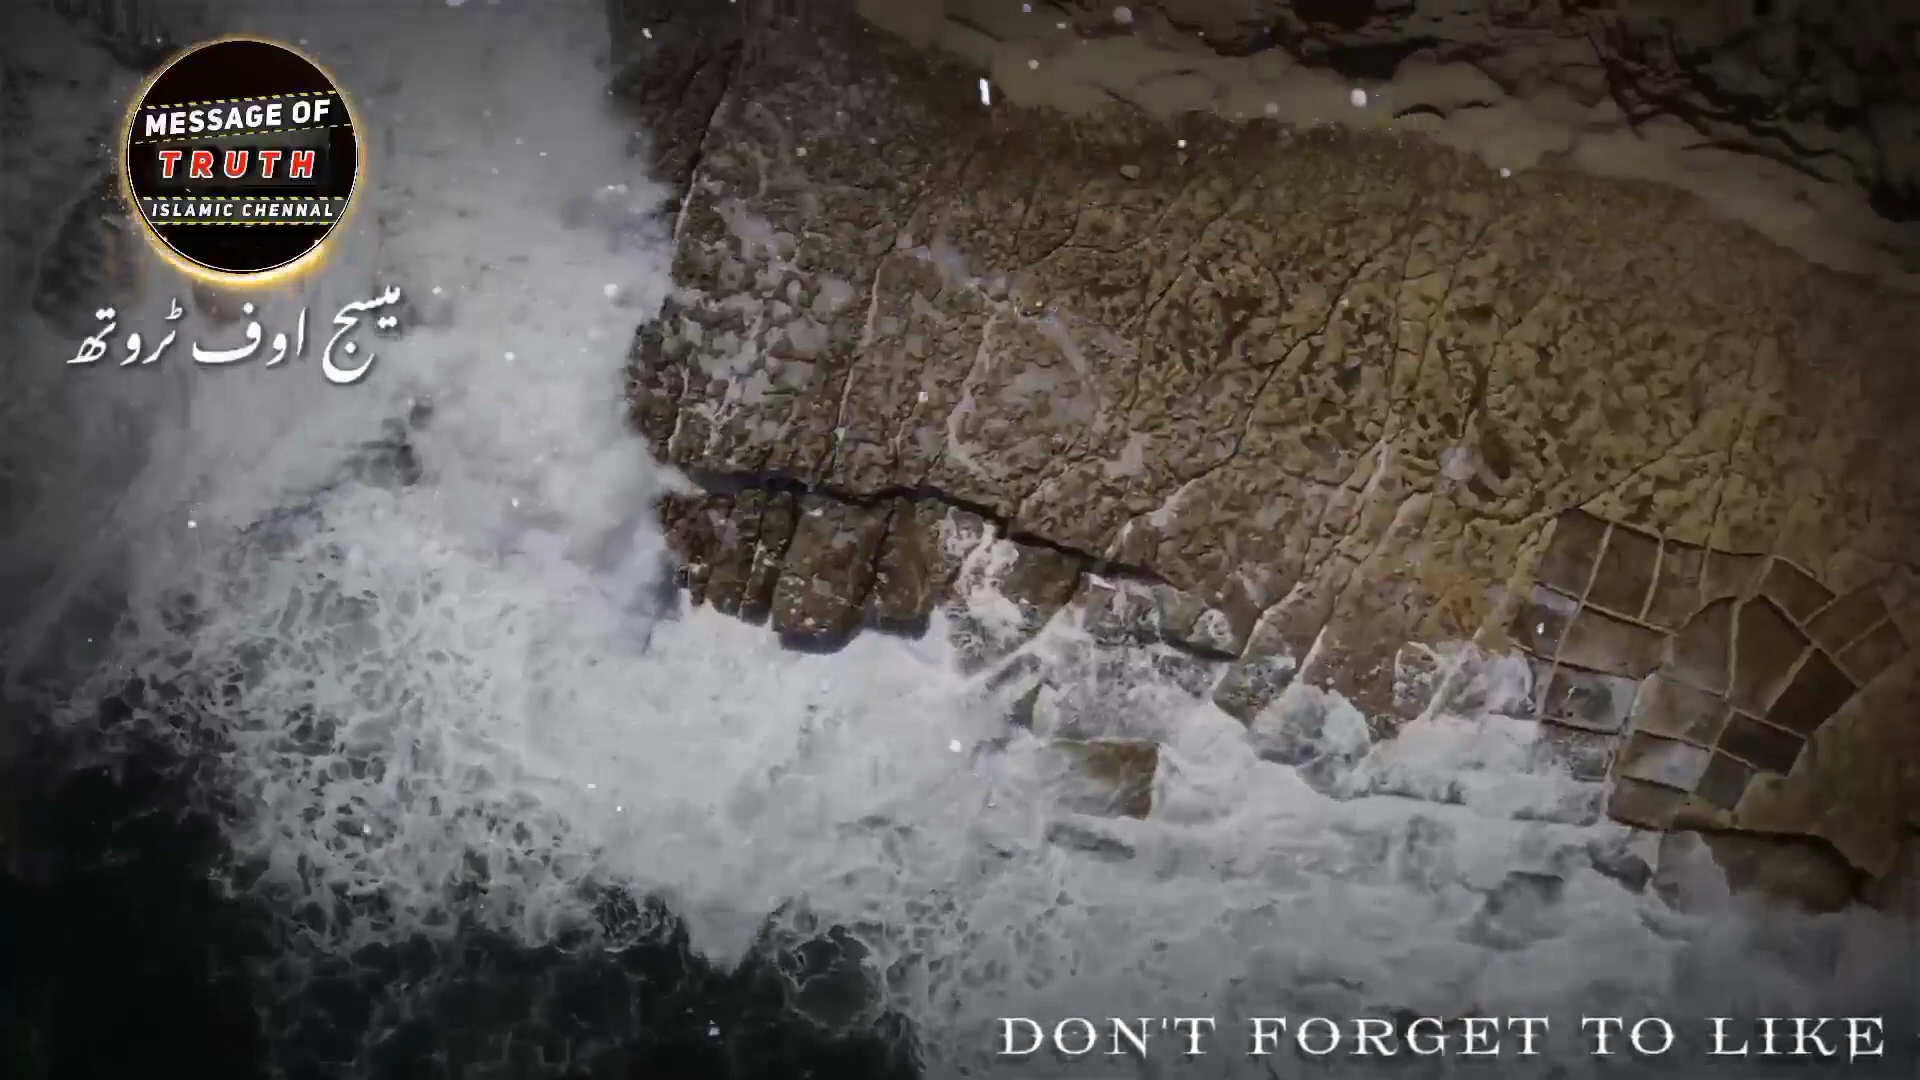 MESSAGE OF
TRUTH
ISLAMIC CHENNAL
میسج اوف ٹروتھ
DON'T FORGET TO LIKE